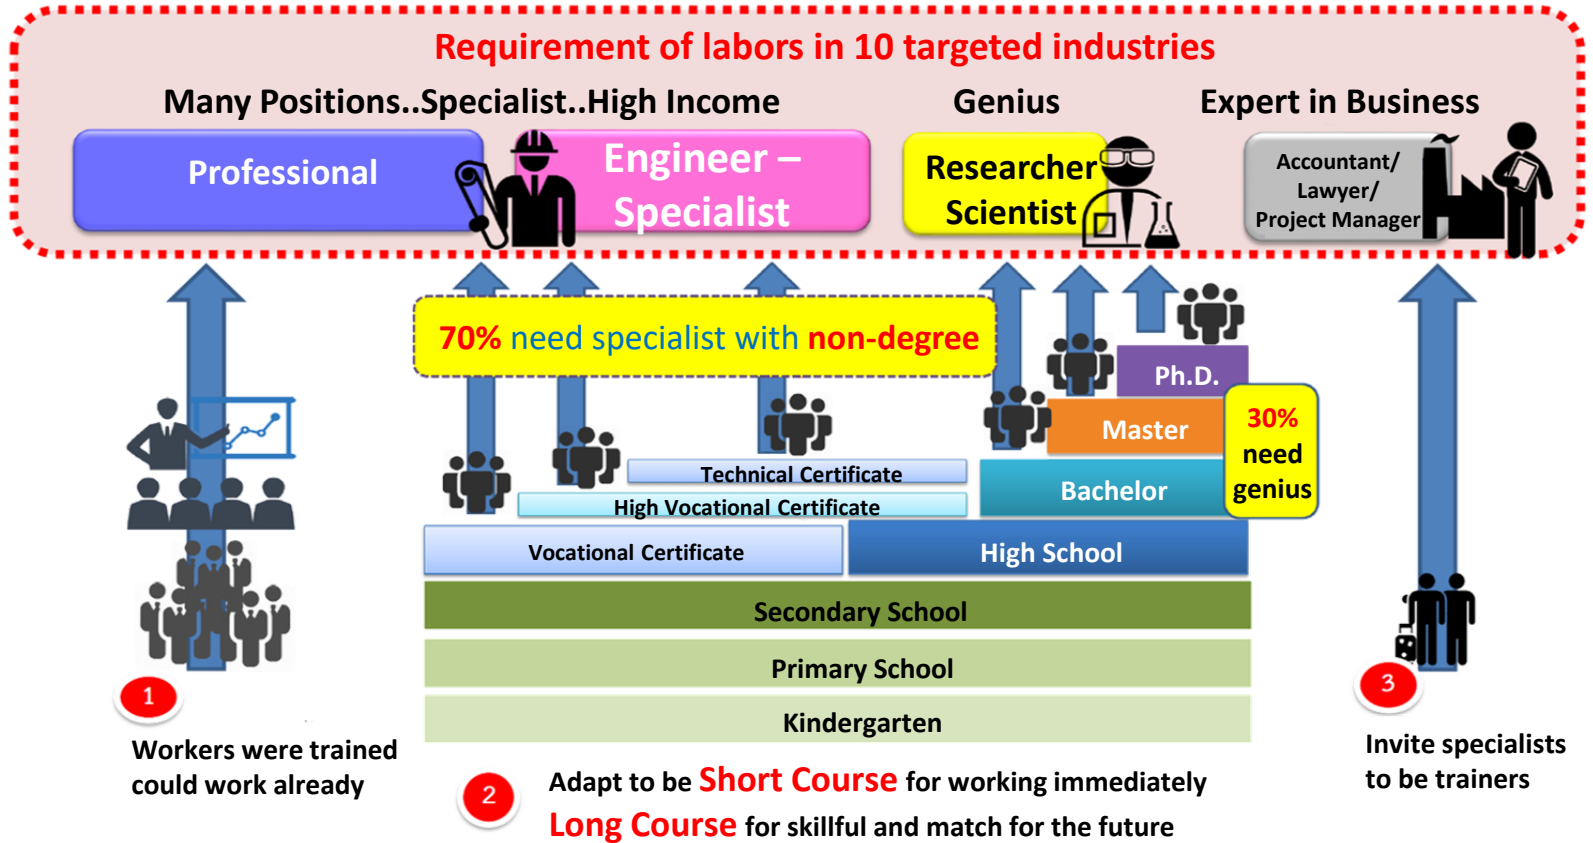 Requirement of labors in 10 targeted industries
Many Positions..Specialist..High Income
Genius
Expert in Business
Professional
Engineer –
Specialist
Researcher
Scientist
Accountant/
Lawyer/
Project Manager
70% need specialist with non-degree
Ph.D.
Master
30%
need
genius
Technical Certificate
Bachelor
High Vocational Certificate
Vocational Certificate
High School
Secondary School
Primary School
Kindergarten
1
Workers were trained
could work already
2
Adapt to be Short Course for working immediately
Long Course for skillful and match for the future
3
Invite specialists
to be trainers